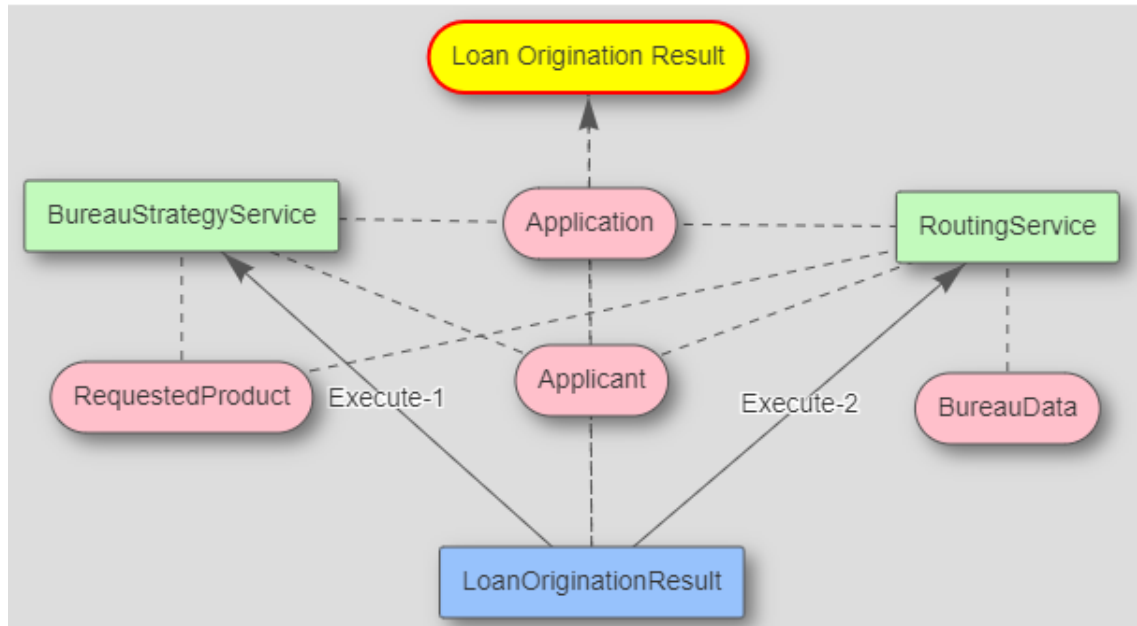 Loan Origination Result
BureauStrategyService
Application
RoutingService
RequestedProduct
Applicant
BureauData
Execute-1
Execute-2
LoanOriginationResult